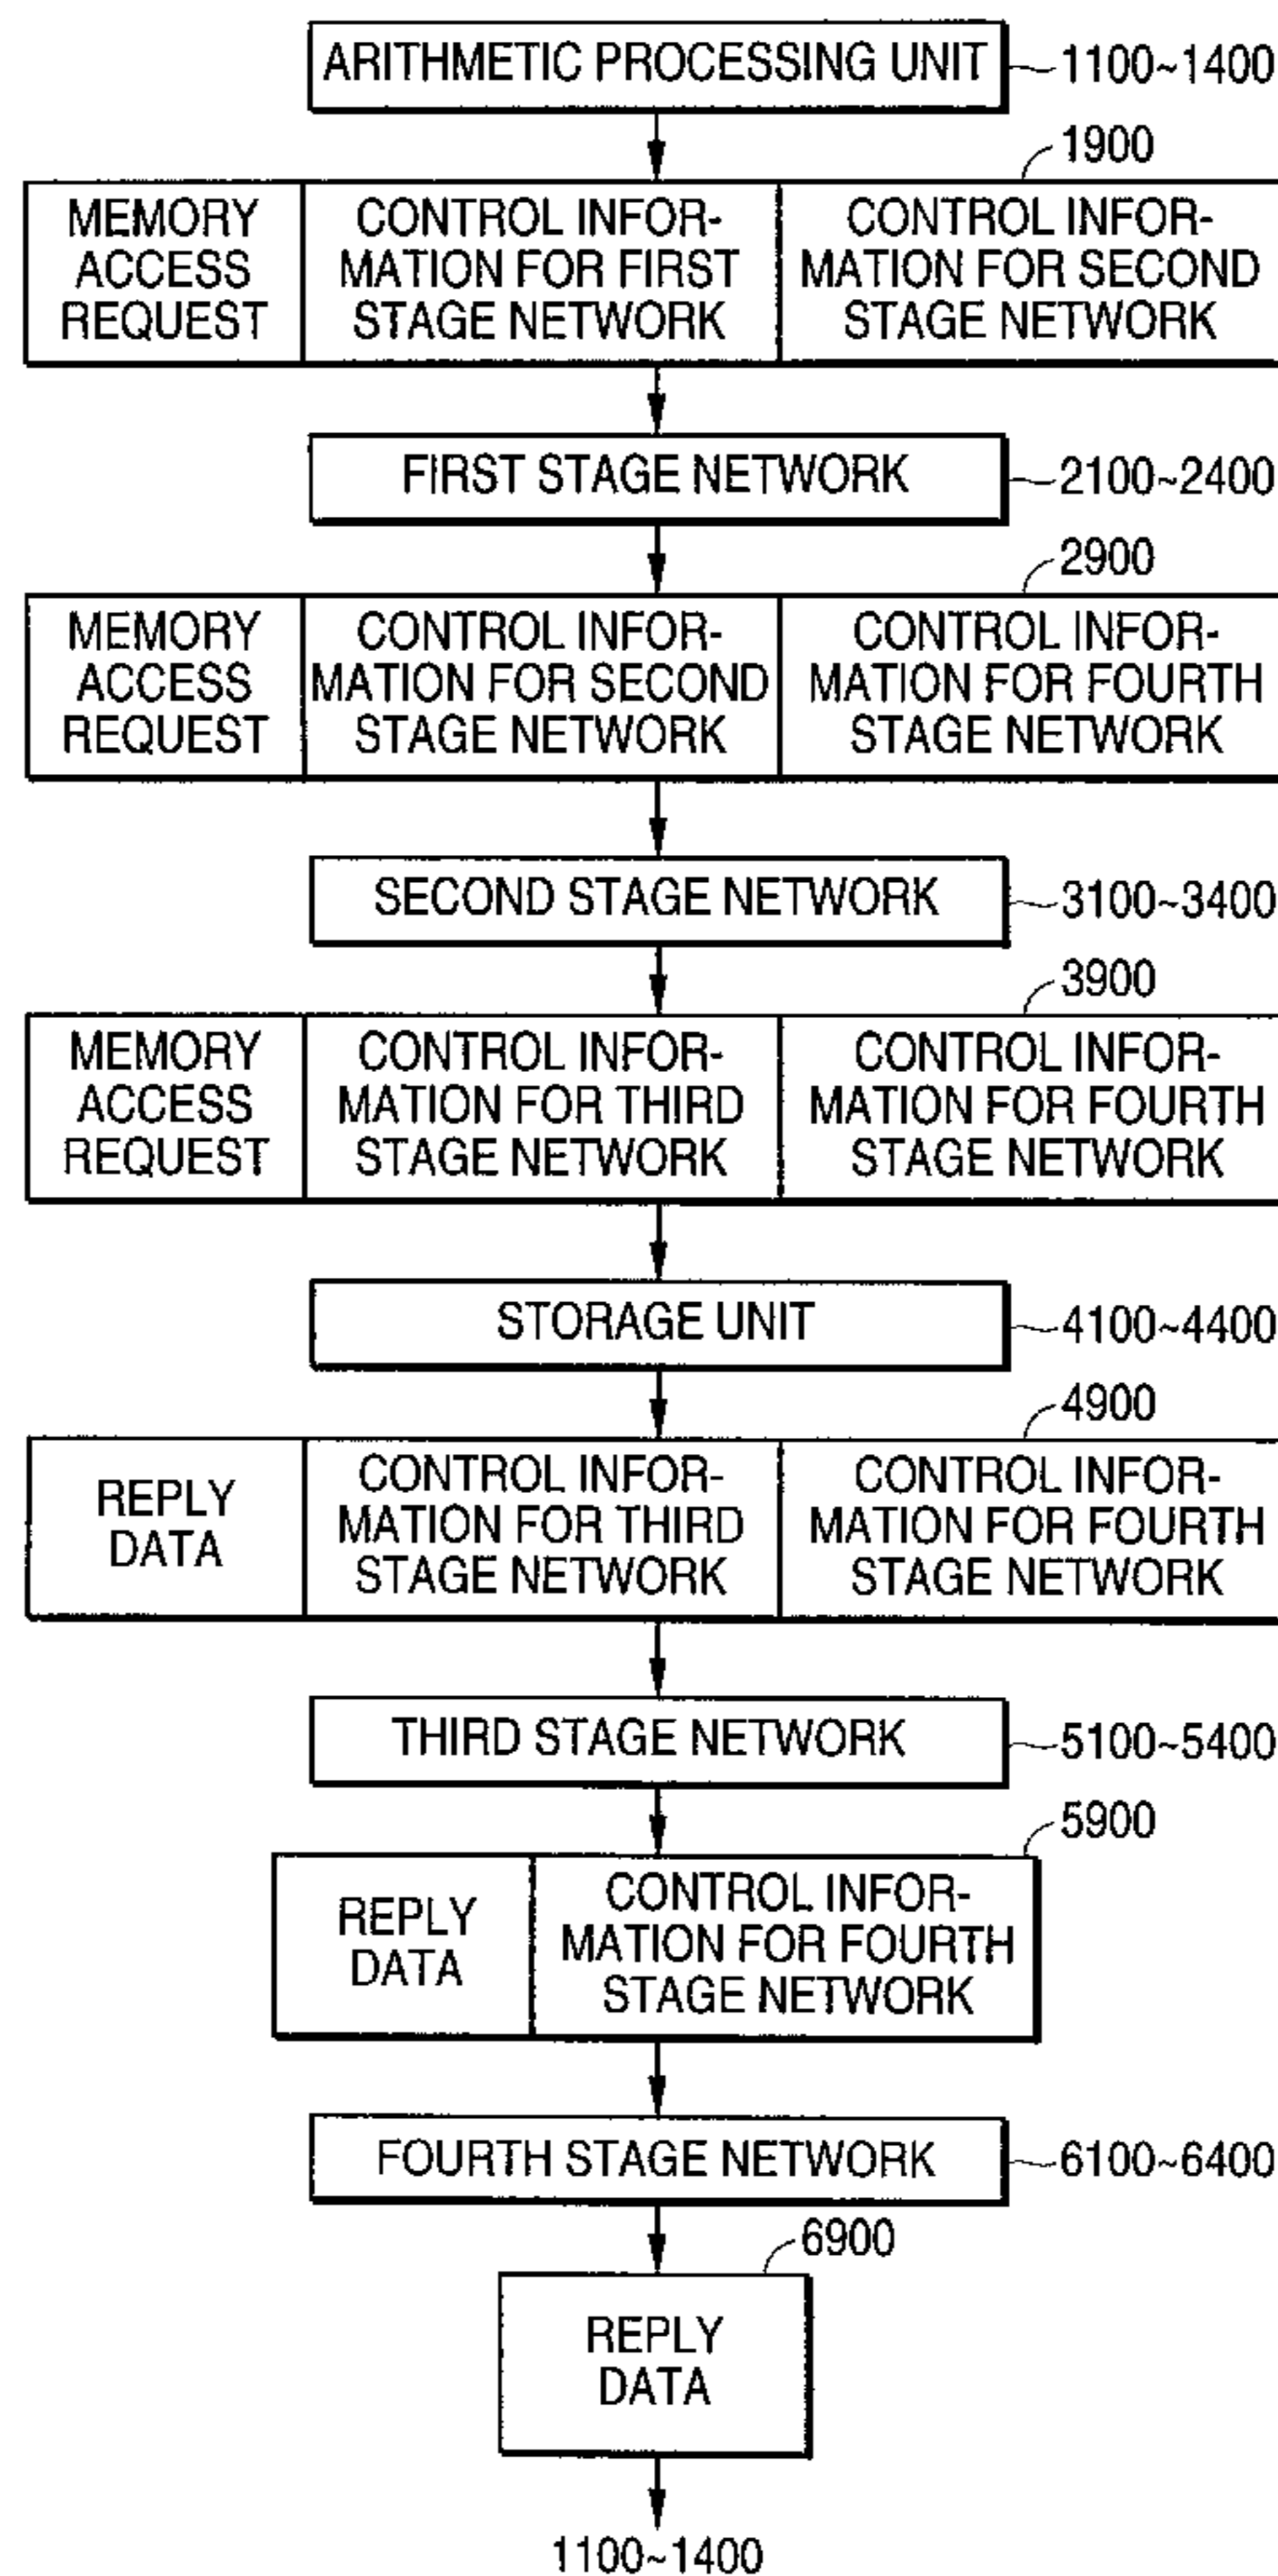 ARITHMETIC PROCESSING UNIT
1100~1400
1900
MEMORY
ACCESS
REQUEST
CONTROL INFOR-
MATION FOR FIRST
STAGE NETWORK
CONTROL INFOR-
MATION FOR SECOND
STAGE NETWORK
FIRST STAGE NETWORK
2100~2400
2900
MEMORY
ACCESS
REQUEST
CONTROL INFOR-
MATION FOR SECOND
STAGE NETWORK
CONTROL INFOR-
MATION FOR FOURTH
STAGE NETWORK
SECOND STAGE NETWORK
3100~3400
3900
MEMORY
ACCESS
REQUEST
CONTROL INFOR-
MATION FOR THIRD
STAGE NETWORK
CONTROL INFOR-
MATION FOR FOURTH
STAGE NETWORK
STORAGE UNIT
4100~4400
4900
REPLY
DATA
CONTROL INFOR-
MATION FOR THIRD
STAGE NETWORK
CONTROL INFOR-
MATION FOR FOURTH
STAGE NETWORK
THIRD STAGE NETWORK
5100~5400
5900
REPLY
DATA
CONTROL INFOR-
MATION FOR FOURTH
STAGE NETWORK
FOURTH STAGE NETWORK
6100~6400
6900
REPLY
DATA
1100~1400